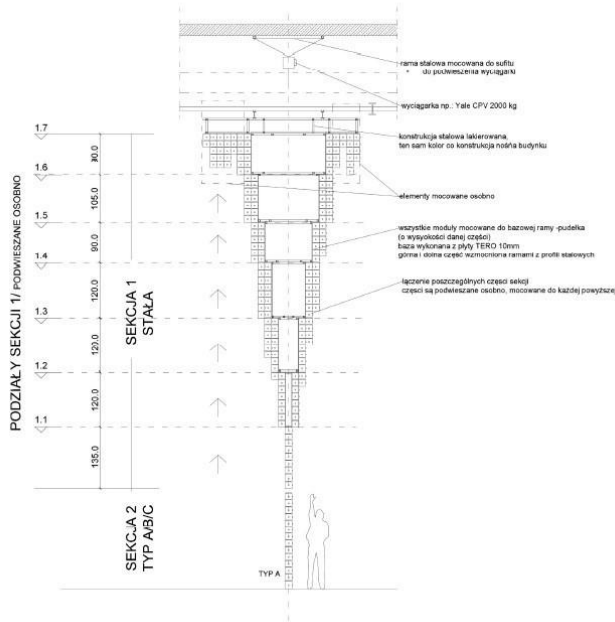 rama stalowa mocowana do sufitu
do podwieszenia wyciągarki
wyciągarka np.: Yale CPV 2000 kg
konstrukcja stalowa lakierowana,
ten sam kolor co konstrukcja nośna budynku
elementy mocowane osobno
wszystkie moduły mocowane do bazowej ramy -pudełka
(o wysykości danej części)
baza wykonana z płyty TERO 10mm
górna i dolna część wzmocniona ramami z profili stalowych
łączenie poszczególnych części sekcji
części są podwieszane osobno, mocowane do każdej powyższej
PODZIAŁY SEKCJI 1/ PODWIESZANE OSOBNO
1.7
1.6
1.5
1.4
1.3
1.2
1.1
90.0
105.0
90.0
120.0
120.0
120.0
135.0
SEKCJA 1
STAŁA
SEKCJA 2
TYP A/B/C
TYP A